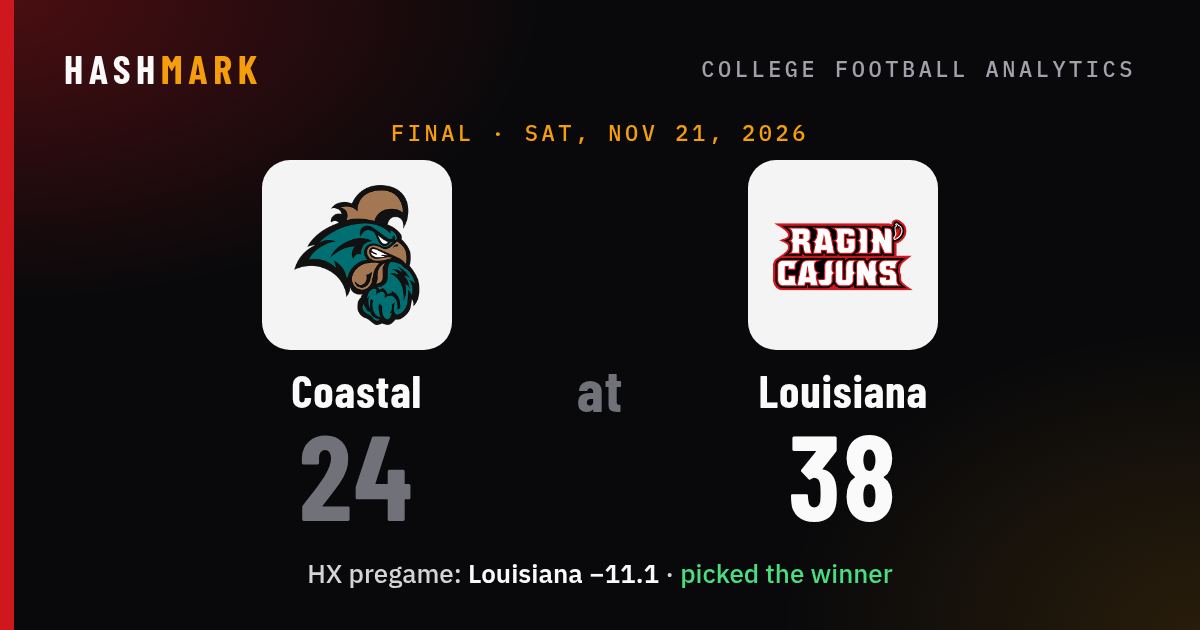 HASHMARK
COLLEGE FOOTBALL ANALYTICS
FINAL · SAT, NOV 21, 2026
RAGIN'
CAJUNS
Coastal
at
Louisiana
24
38
HX pregame: Louisiana −11.1 · picked the winner